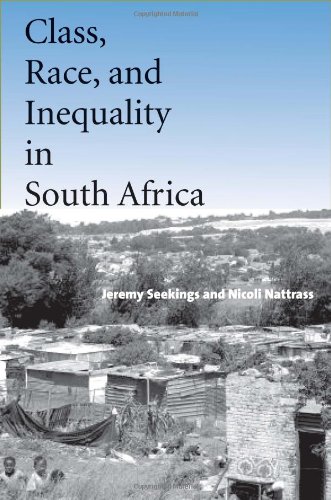 Class,
Race, and
Inequality
in
South Africa
Jeremy Seekings and Nicoli Nattrass